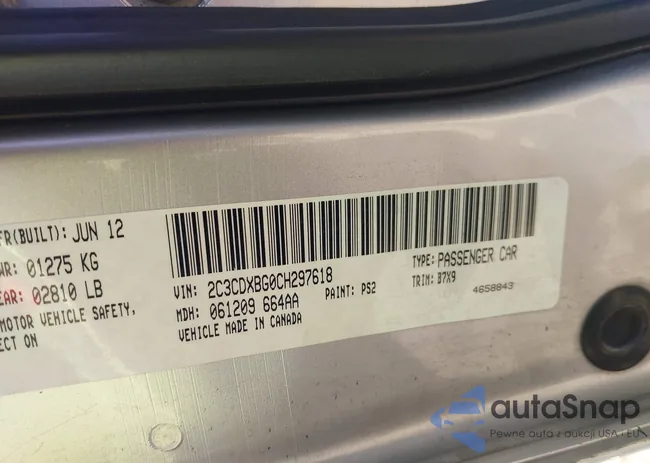 FR(BUILT): JUN 12
WR: 01275 KG
EAR: 02810 LB
MOTOR VEHICLE SAFETY,
ECT ON
VIN: 2C3CDXBG0CH297618
TYPE: PASSENGER CAR
MDH: 061209 664AA
PAINT: PS2
TRIM: B7X9
VEHICLE MADE IN CANADA
4658843
autaSnap
Pewne auta z aukcji USA i EU